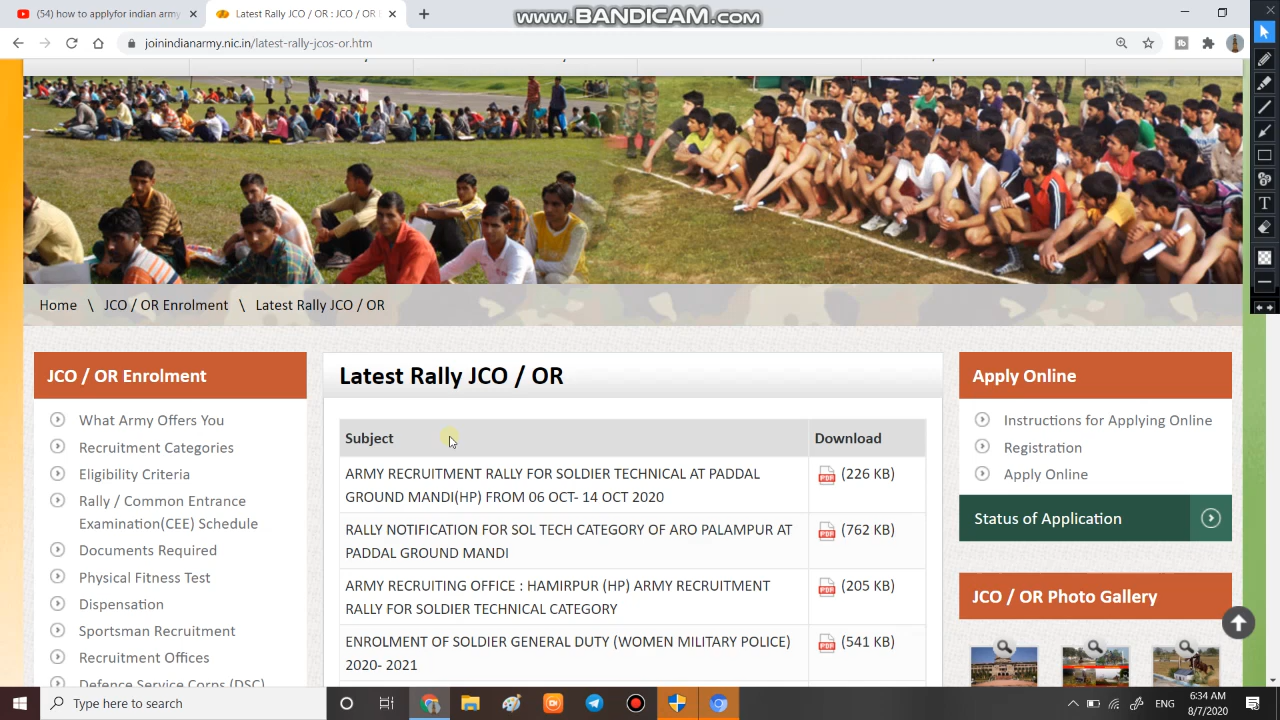 (54) how to applyfor indian army
Latest Rally JCO / OR : JCO / OR
www.BANDICAM.com
joinindianarmy.nic.in/latest-rally-jcos-or.htm
Home \ JCO / OR Enrolment \ Latest Rally JCO / OR
JCO / OR Enrolment
What Army Offers You
Recruitment Categories
Eligibility Criteria
Rally / Common Entrance
Examination(CEE) Schedule
Documents Required
Physical Fitness Test
Dispensation
Sportsman Recruitment
Recruitment Offices
Defence Service Corps (DSC)
Latest Rally JCO / OR
Subject Download
ARMY RECRUITMENT RALLY FOR SOLDIER TECHNICAL AT PADDAL (226 KB)
GROUND MANDI(HP) FROM 06 OCT- 14 OCT 2020
RALLY NOTIFICATION FOR SOL TECH CATEGORY OF ARO PALAMPUR AT (762 KB)
PADDAL GROUND MANDI
ARMY RECRUITING OFFICE : HAMIRPUR (HP) ARMY RECRUITMENT (205 KB)
RALLY FOR SOLDIER TECHNICAL CATEGORY
ENROLMENT OF SOLDIER GENERAL DUTY (WOMEN MILITARY POLICE) (541 KB)
2020- 2021
Apply Online
Instructions for Applying Online
Registration
Apply Online
Status of Application
JCO / OR Photo Gallery
Type here to search
ENG
6:34 AM
8/7/2020